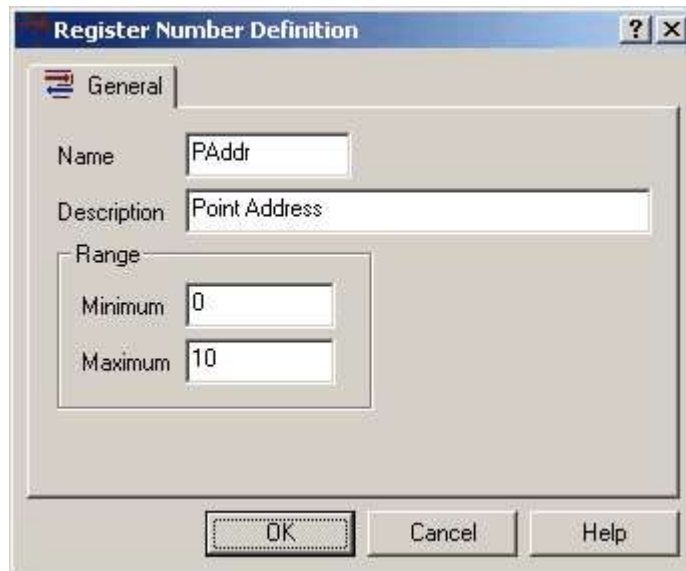 Register Number Definition
General
Name PAddr
Description Point Address
Range
Minimum 0
Maximum 10
OK Cancel Help